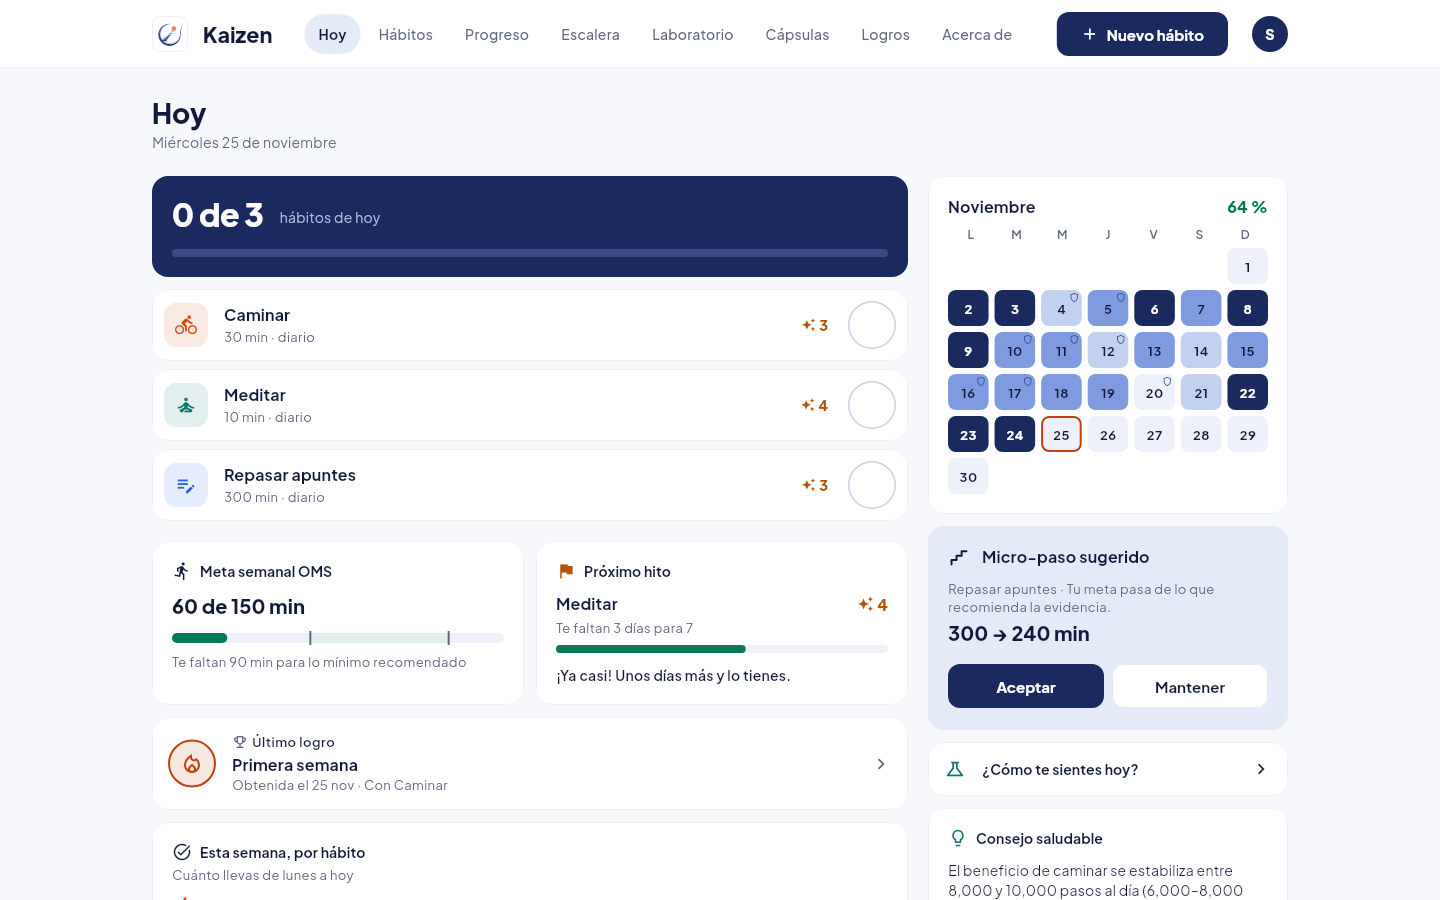 Kaizen
Hoy
Hábitos
Progreso
Escalera
Laboratorio
Cápsulas
Logros
Acerca de
+ Nuevo hábito
S
Hoy
Miércoles 25 de noviembre
0 de 3 hábitos de hoy
Caminar
30 min · diario
3
Meditar
10 min · diario
4
Repasar apuntes
300 min · diario
3
Meta semanal OMS
60 de 150 min
Te faltan 90 min para lo mínimo recomendado
Próximo hito
Meditar 4
Te faltan 3 días para 7
¡Ya casi! Unos días más y lo tienes.
Último logro
Primera semana
Obtenida el 25 nov · Con Caminar
Esta semana, por hábito
Cuánto llevas de lunes a hoy
Noviembre 64 %
L M M J V S D
1
2 3 4 5 6 7 8
9 10 11 12 13 14 15
16 17 18 19 20 21 22
23 24 25 26 27 28 29
30
Micro-paso sugerido
Repasar apuntes · Tu meta pasa de lo que
recomienda la evidencia.
300 → 240 min
Aceptar
Mantener
¿Cómo te sientes hoy?
Consejo saludable
El beneficio de caminar se estabiliza entre
8,000 y 10,000 pasos al día (6,000–8,000